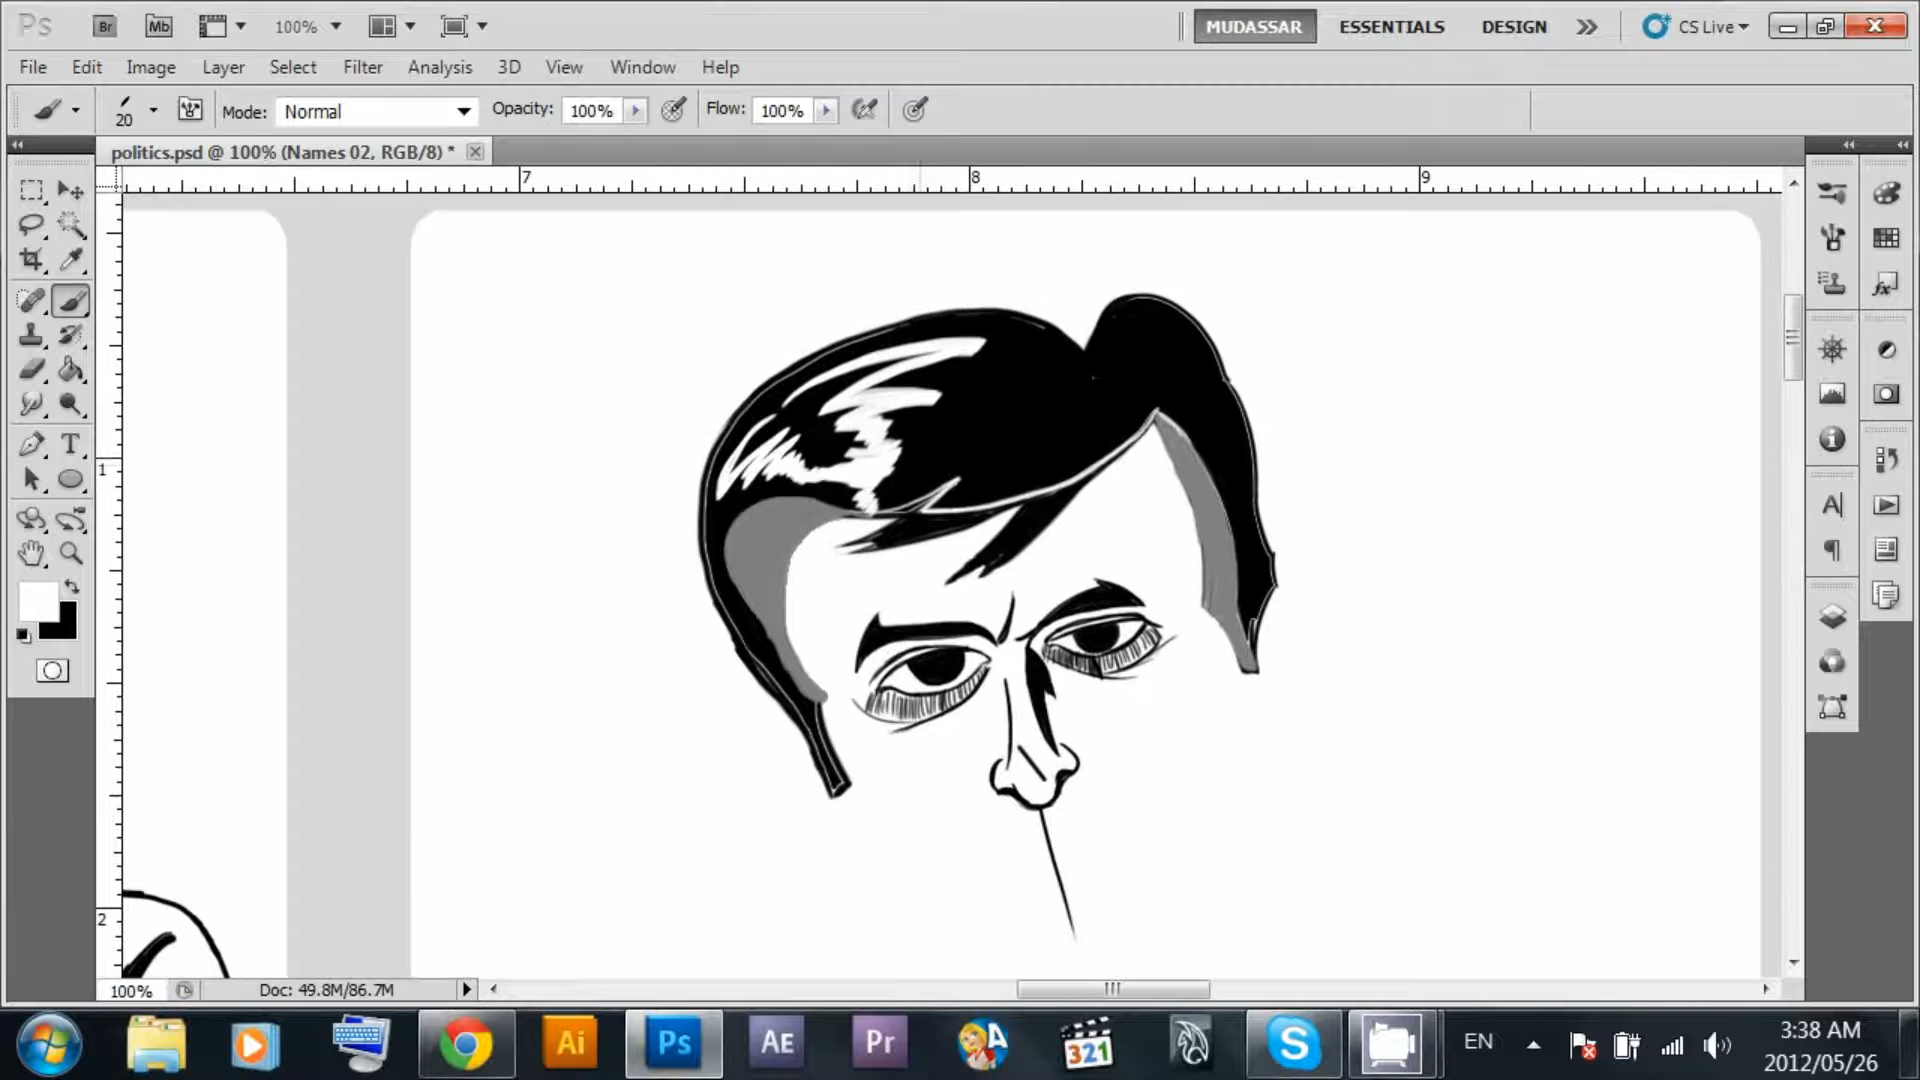 Ps Br Mb 100% MUDASSAR ESSENTIALS DESIGN CS Live
File Edit Image Layer Select Filter Analysis 3D View Window Help
20 Mode: Normal Opacity: 100% Flow: 100%
politics.psd @ 100% (Names 02, RGB/8) *
7 8 9
1
2
T
fx
A
100% Doc: 49.8M/86.7M
Ai Ps AE Pr A 321 S EN 3:38 AM
2012/05/26